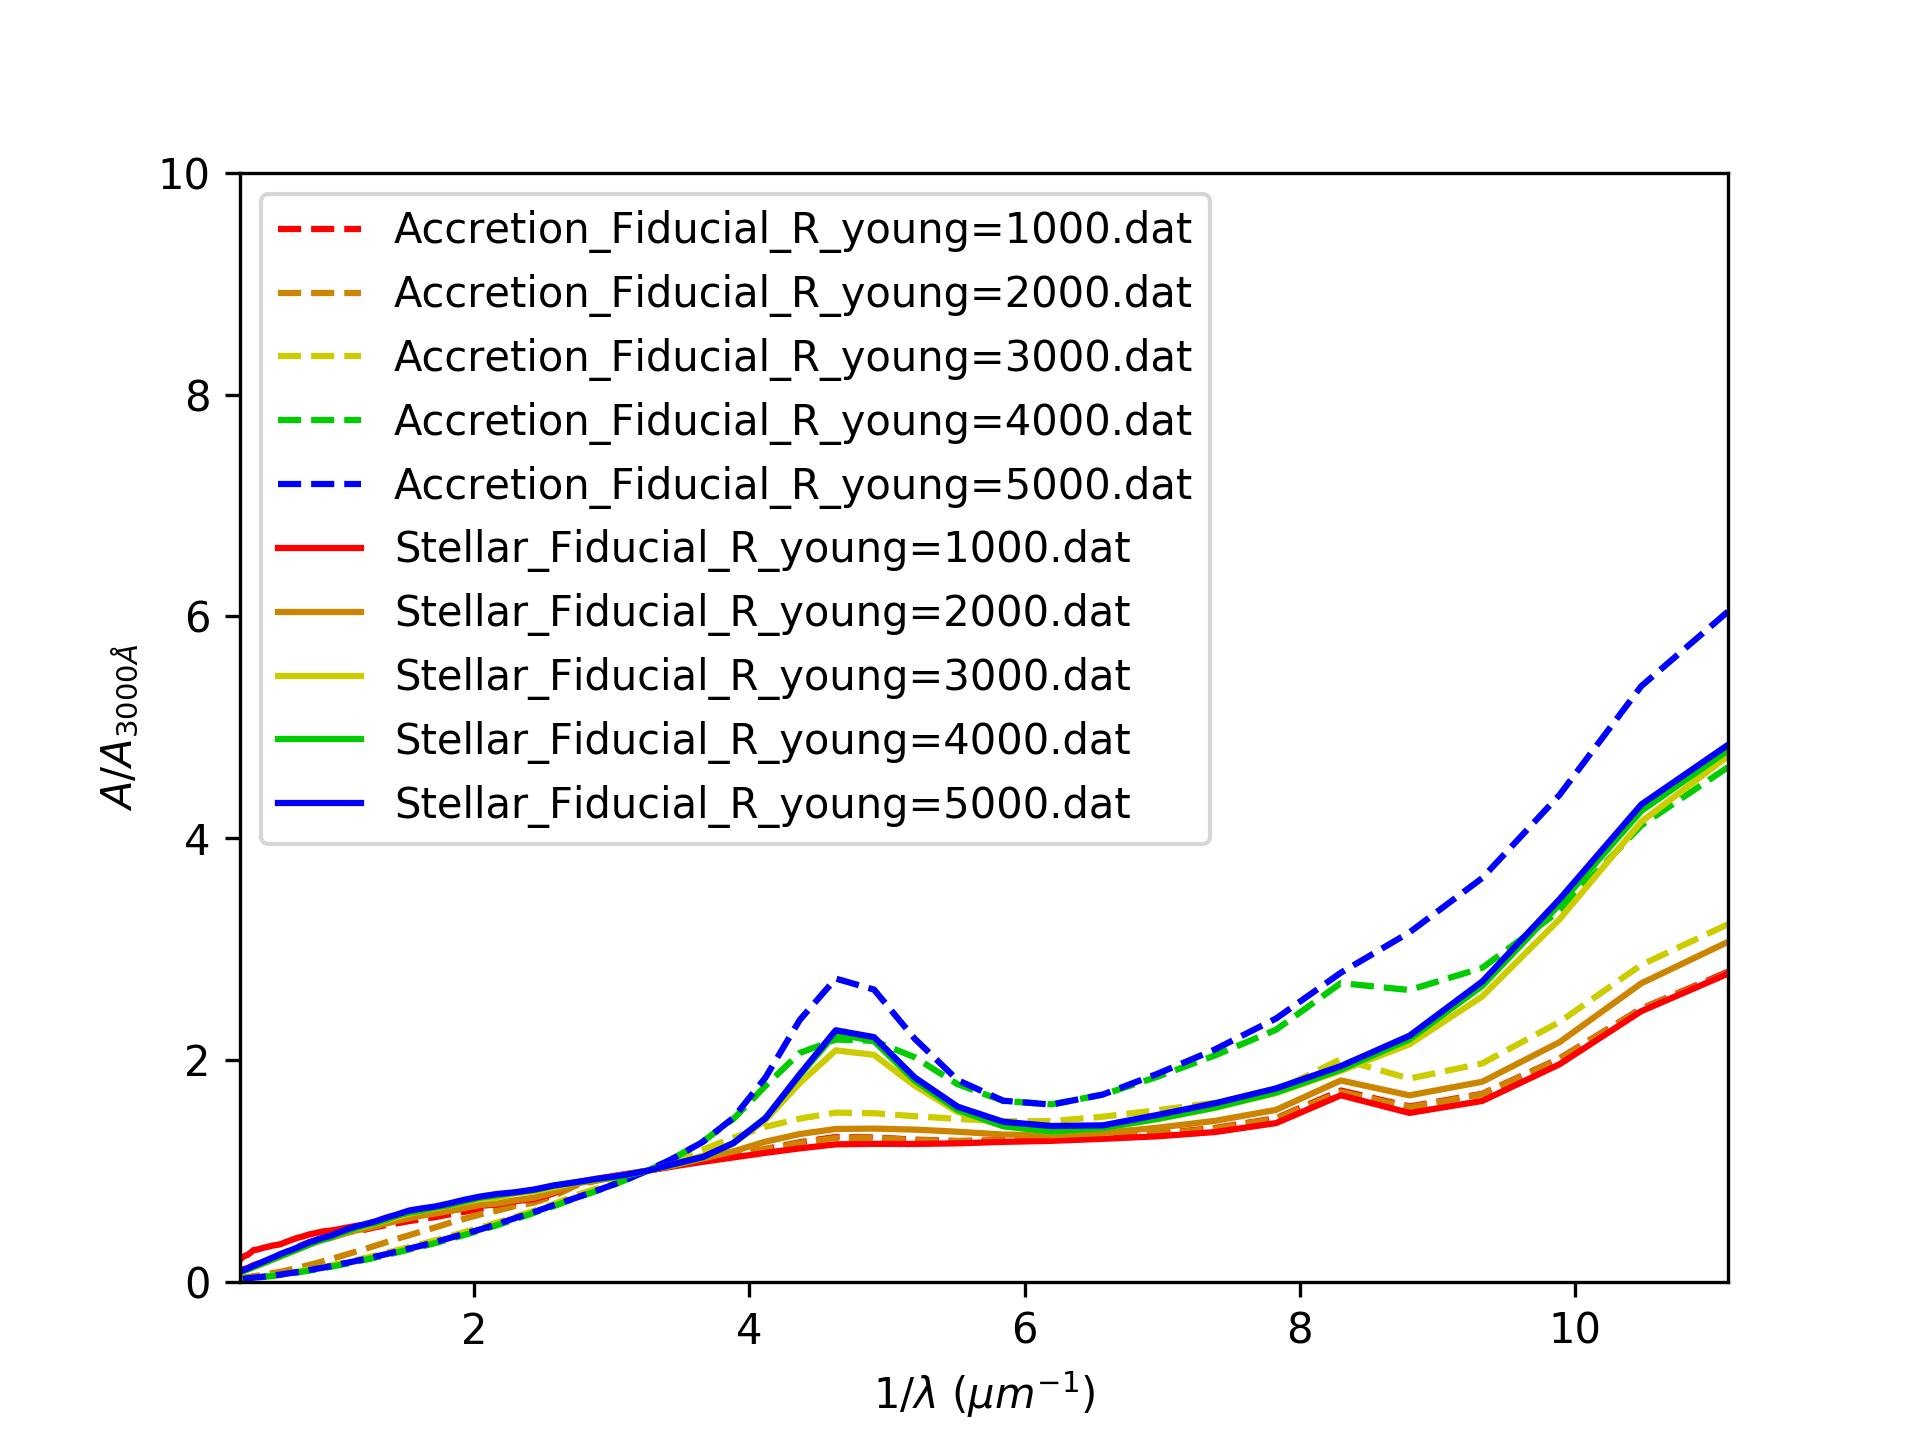 10
8
6
4
2
0
A/A3000Å
Accretion_Fiducial_R_young=1000.dat
Accretion_Fiducial_R_young=2000.dat
Accretion_Fiducial_R_young=3000.dat
Accretion_Fiducial_R_young=4000.dat
Accretion_Fiducial_R_young=5000.dat
Stellar_Fiducial_R_young=1000.dat
Stellar_Fiducial_R_young=2000.dat
Stellar_Fiducial_R_young=3000.dat
Stellar_Fiducial_R_young=4000.dat
Stellar_Fiducial_R_young=5000.dat
2 4 6 8 10
1/λ (μm⁻¹)